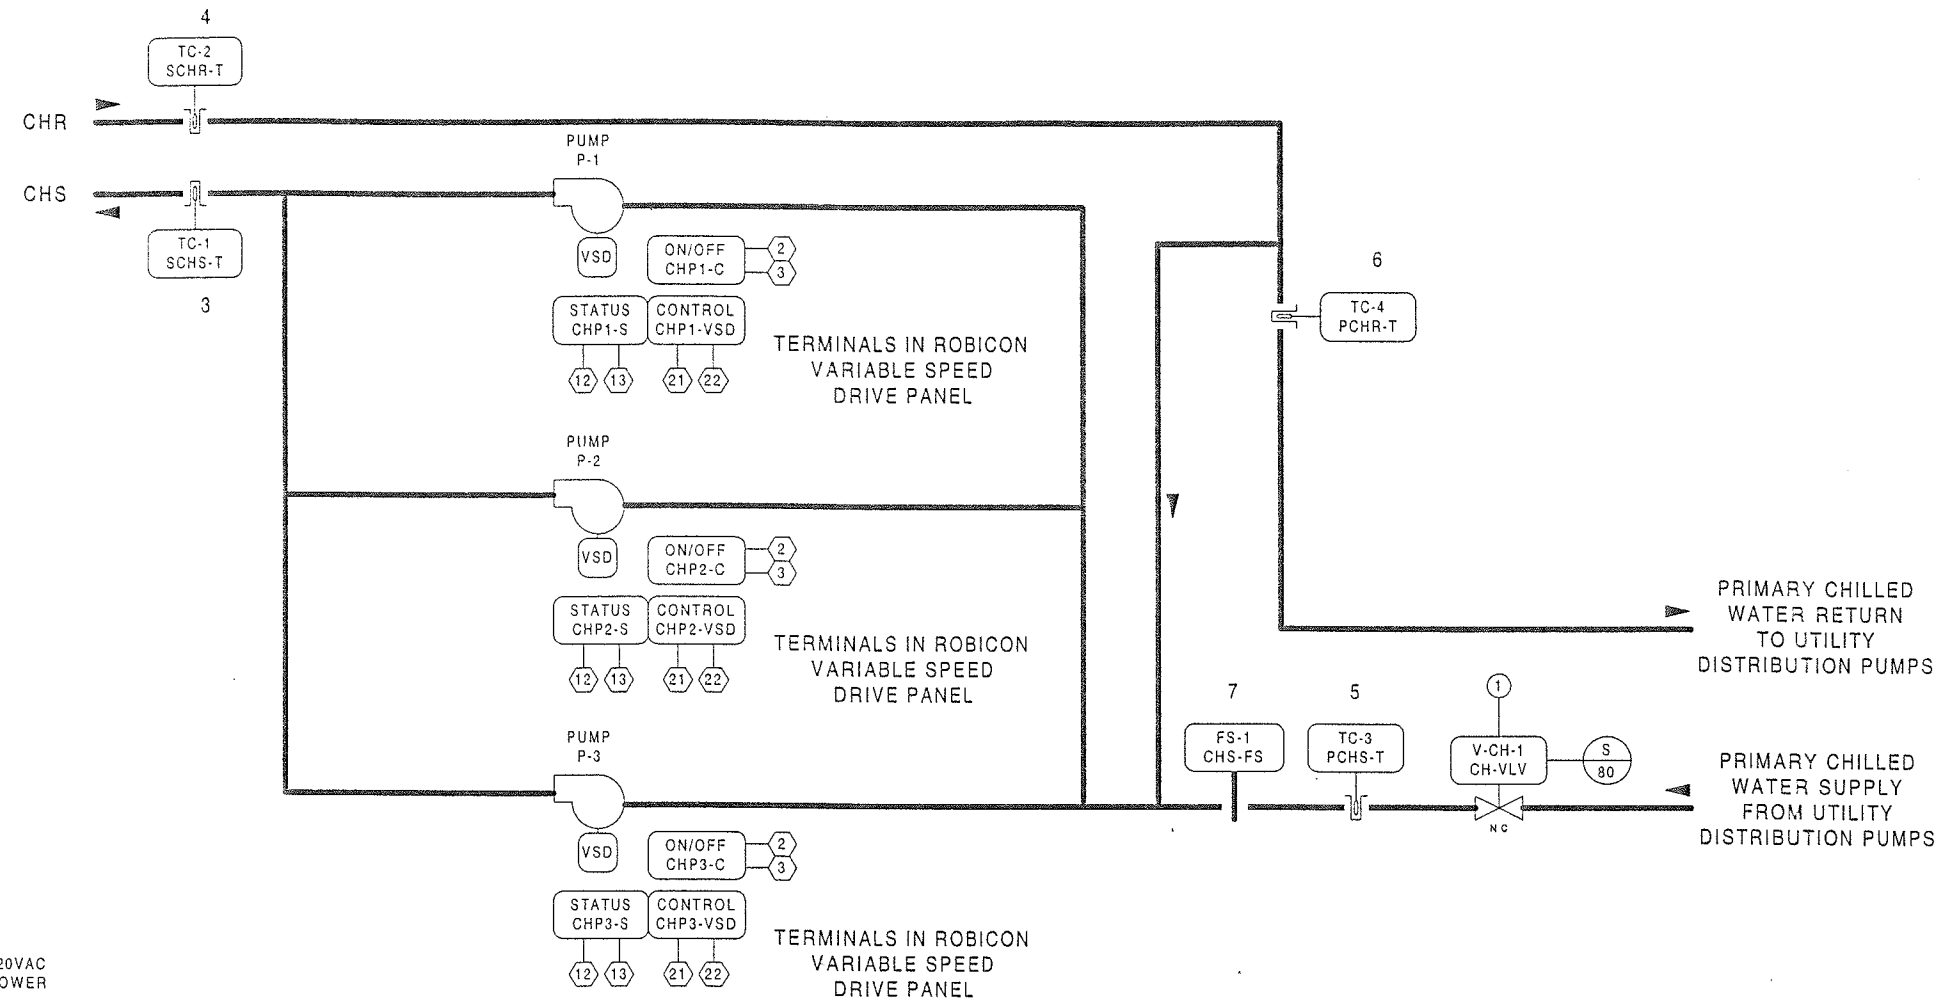 4
TC-2
SCHR-T
CHR
CHS
TC-1
SCHS-T
3
PUMP
P-1
VSD
ON/OFF
CHP1-C
2
3
STATUS
CHP1-S
CONTROL
CHP1-VSD
12
13
21
22
TERMINALS IN ROBICON
VARIABLE SPEED
DRIVE PANEL
6
TC-4
PCHR-T
PUMP
P-2
VSD
ON/OFF
CHP2-C
2
3
STATUS
CHP2-S
CONTROL
CHP2-VSD
12
13
21
22
TERMINALS IN ROBICON
VARIABLE SPEED
DRIVE PANEL
PRIMARY CHILLED
WATER RETURN
TO UTILITY
DISTRIBUTION PUMPS
7
FS-1
CHS-FS
5
TC-3
PCHS-T
1
V-CH-1
CH-VLV
S
80
NC
PRIMARY CHILLED
WATER SUPPLY
FROM UTILITY
DISTRIBUTION PUMPS
PUMP
P-3
VSD
ON/OFF
CHP3-C
2
3
STATUS
CHP3-S
CONTROL
CHP3-VSD
12
13
21
22
TERMINALS IN ROBICON
VARIABLE SPEED
DRIVE PANEL
20VAC
OWER